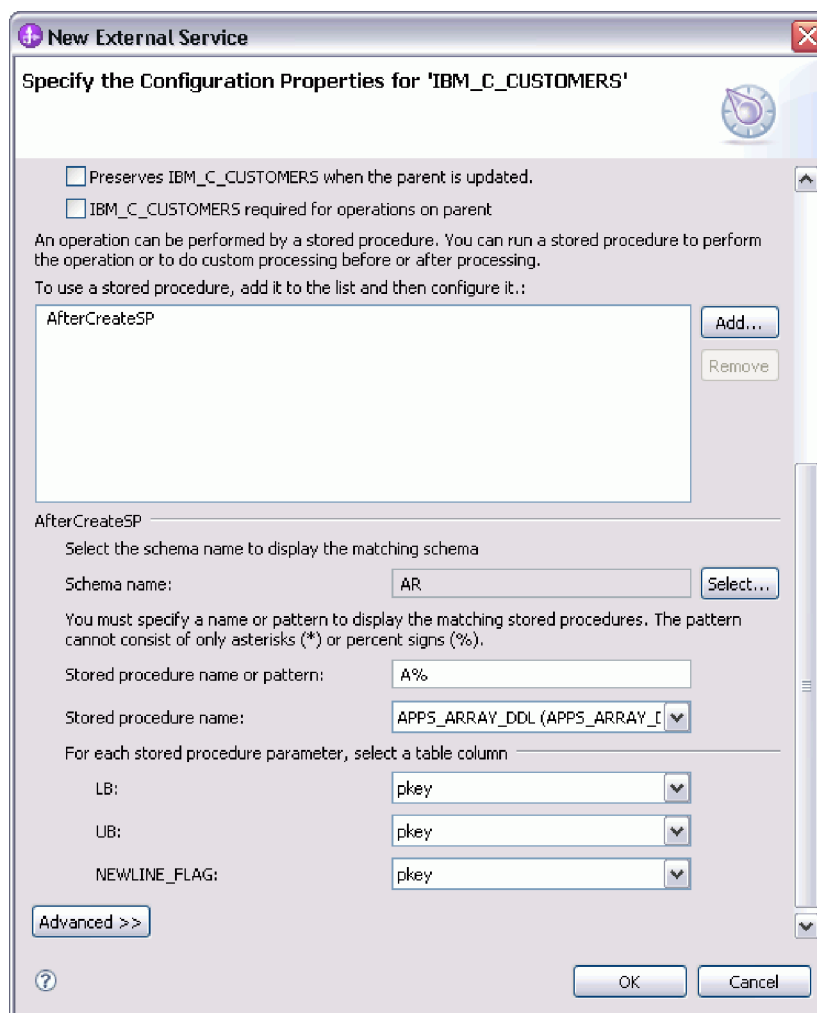 New External Service
Specify the Configuration Properties for 'IBM_C_CUSTOMERS'
Preserves IBM_C_CUSTOMERS when the parent is updated.
IBM_C_CUSTOMERS required for operations on parent
An operation can be performed by a stored procedure. You can run a stored procedure to perform
the operation or to do custom processing before or after processing.
To use a stored procedure, add it to the list and then configure it.:
AfterCreateSP
Add...
Remove
AfterCreateSP
Select the schema name to display the matching schema
Schema name: AR Select...
You must specify a name or pattern to display the matching stored procedures. The pattern
cannot consist of only asterisks (*) or percent signs (%).
Stored procedure name or pattern: A%
Stored procedure name: APPS_ARRAY_DDL (APPS_ARRAY_D
For each stored procedure parameter, select a table column
LB: pkey
UB: pkey
NEWLINE_FLAG: pkey
Advanced >>
? OK Cancel